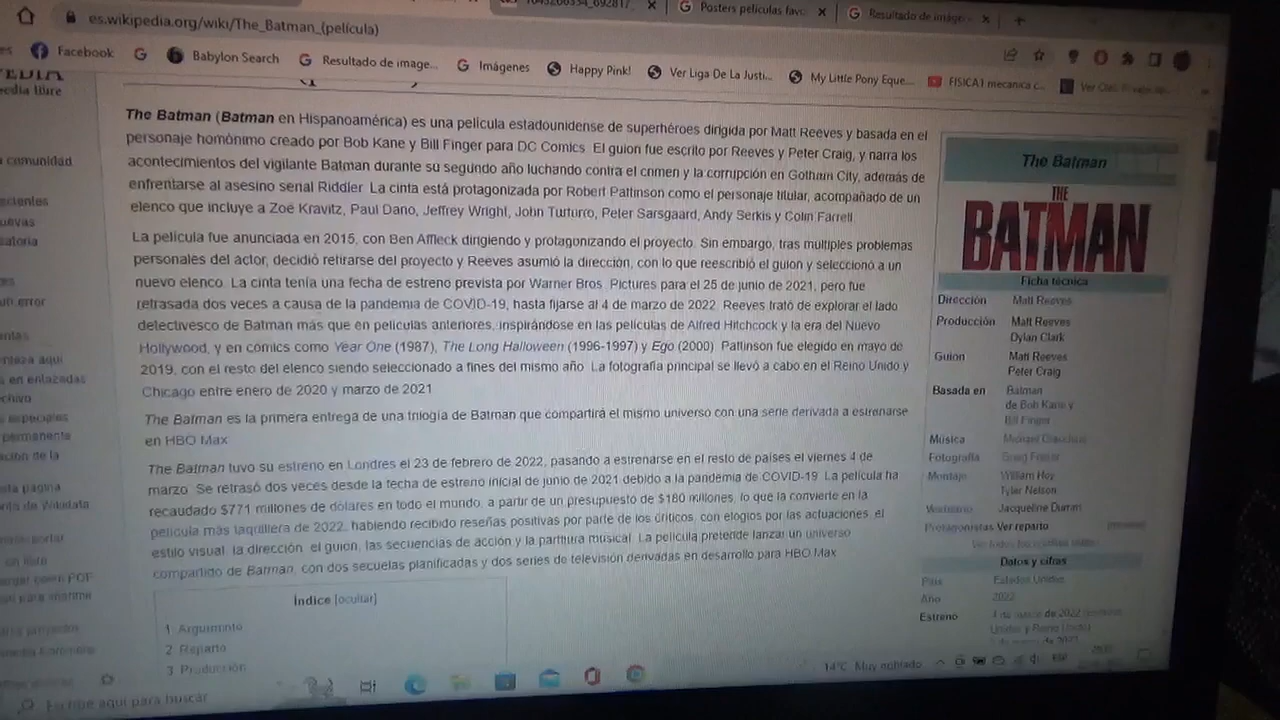 es.wikipedia.org/wiki/The_Batman_(película)
Posters películas favo
Resultado de image
Facebook
Babylon Search
Resultado de image...
Imágenes
Happy Pink!
Ver Liga De La Justi...
My Little Pony Eque...
FISICA1 mecanica c...
The Batman (Batman en Hispanoamérica) es una película estadounidense de superhéroes dirigida por Matt Reeves y basada en el
personaje homónimo creado por Bob Kane y Bill Finger para DC Comics. El guion fue escrito por Reeves y Peter Craig, y narra los
acontecimientos del vigilante Batman durante su segundo año luchando contra el crimen y la corrupción en Gotham City, además de
enfrentarse al asesino serial Riddler. La cinta está protagonizada por Robert Pattinson como el personaje titular, acompañado de un
elenco que incluye a Zoë Kravitz, Paul Dano, Jeffrey Wright, John Turturro, Peter Sarsgaard, Andy Serkis y Colin Farrell.
La película fue anunciada en 2015, con Ben Affleck dirigiendo y protagonizando el proyecto. Sin embargo, tras múltiples problemas
personales del actor, decidió retirarse del proyecto y Reeves asumió la dirección, con lo que reescribió el guion y seleccionó a un
nuevo elenco. La cinta tenía una fecha de estreno prevista por Warner Bros. Pictures para el 25 de junio de 2021, pero fue
retrasada dos veces a causa de la pandemia de COVID-19, hasta fijarse al 4 de marzo de 2022. Reeves trató de explorar el lado
detectivesco de Batman más que en películas anteriores, inspirándose en las películas de Alfred Hitchcock y la era del Nuevo
Hollywood, y en cómics como Year One (1987), The Long Halloween (1996-1997) y Ego (2000). Pattinson fue elegido en mayo de
2019, con el resto del elenco siendo seleccionado a fines del mismo año. La fotografía principal se llevó a cabo en el Reino Unido y
Chicago entre enero de 2020 y marzo de 2021.
The Batman es la primera entrega de una trilogía de Batman que compartirá el mismo universo con una serie derivada a estrenarse
en HBO Max.
The Batman tuvo su estreno en Londres el 23 de febrero de 2022, pasando a estrenarse en el resto de países el viernes 4 de
marzo. Se retrasó dos veces desde la fecha de estreno inicial de junio de 2021 debido a la pandemia de COVID-19. La película ha
recaudado $771 millones de dólares en todo el mundo, a partir de un presupuesto de $180 millones, lo que la convierte en la
película más taquillera de 2022, habiendo recibido reseñas positivas por parte de los críticos, con elogios por las actuaciones, el
estilo visual, la dirección, el guión, las secuencias de acción y la partitura musical. La película pretende lanzar un universo
compartido de Batman, con dos secuelas planificadas y dos series de televisión derivadas en desarrollo para HBO Max.
Índice [ocultar]
1 Argumento
2 Reparto
3 Producción
The Batman
THE
BATMAN
Ficha técnica
Dirección Matt Reeves
Producción Matt Reeves
Dylan Clark
Guion Matt Reeves
Peter Craig
Basada en Batman
de Bob Kane y
Bill Finger
Música Michael Giacchino
Fotografía Greig Fraser
Montaje William Hoy
Tyler Nelson
Vestuario Jacqueline Durran
Protagonistas Ver reparto
Datos y cifras
País Estados Unidos
Año 2022
Estreno 4 de marzo de 2022
Unidos y Reino Unido)
comunidad
en enlazadas
especiales
permanente
14°C Muy nublado
ESP
buscar